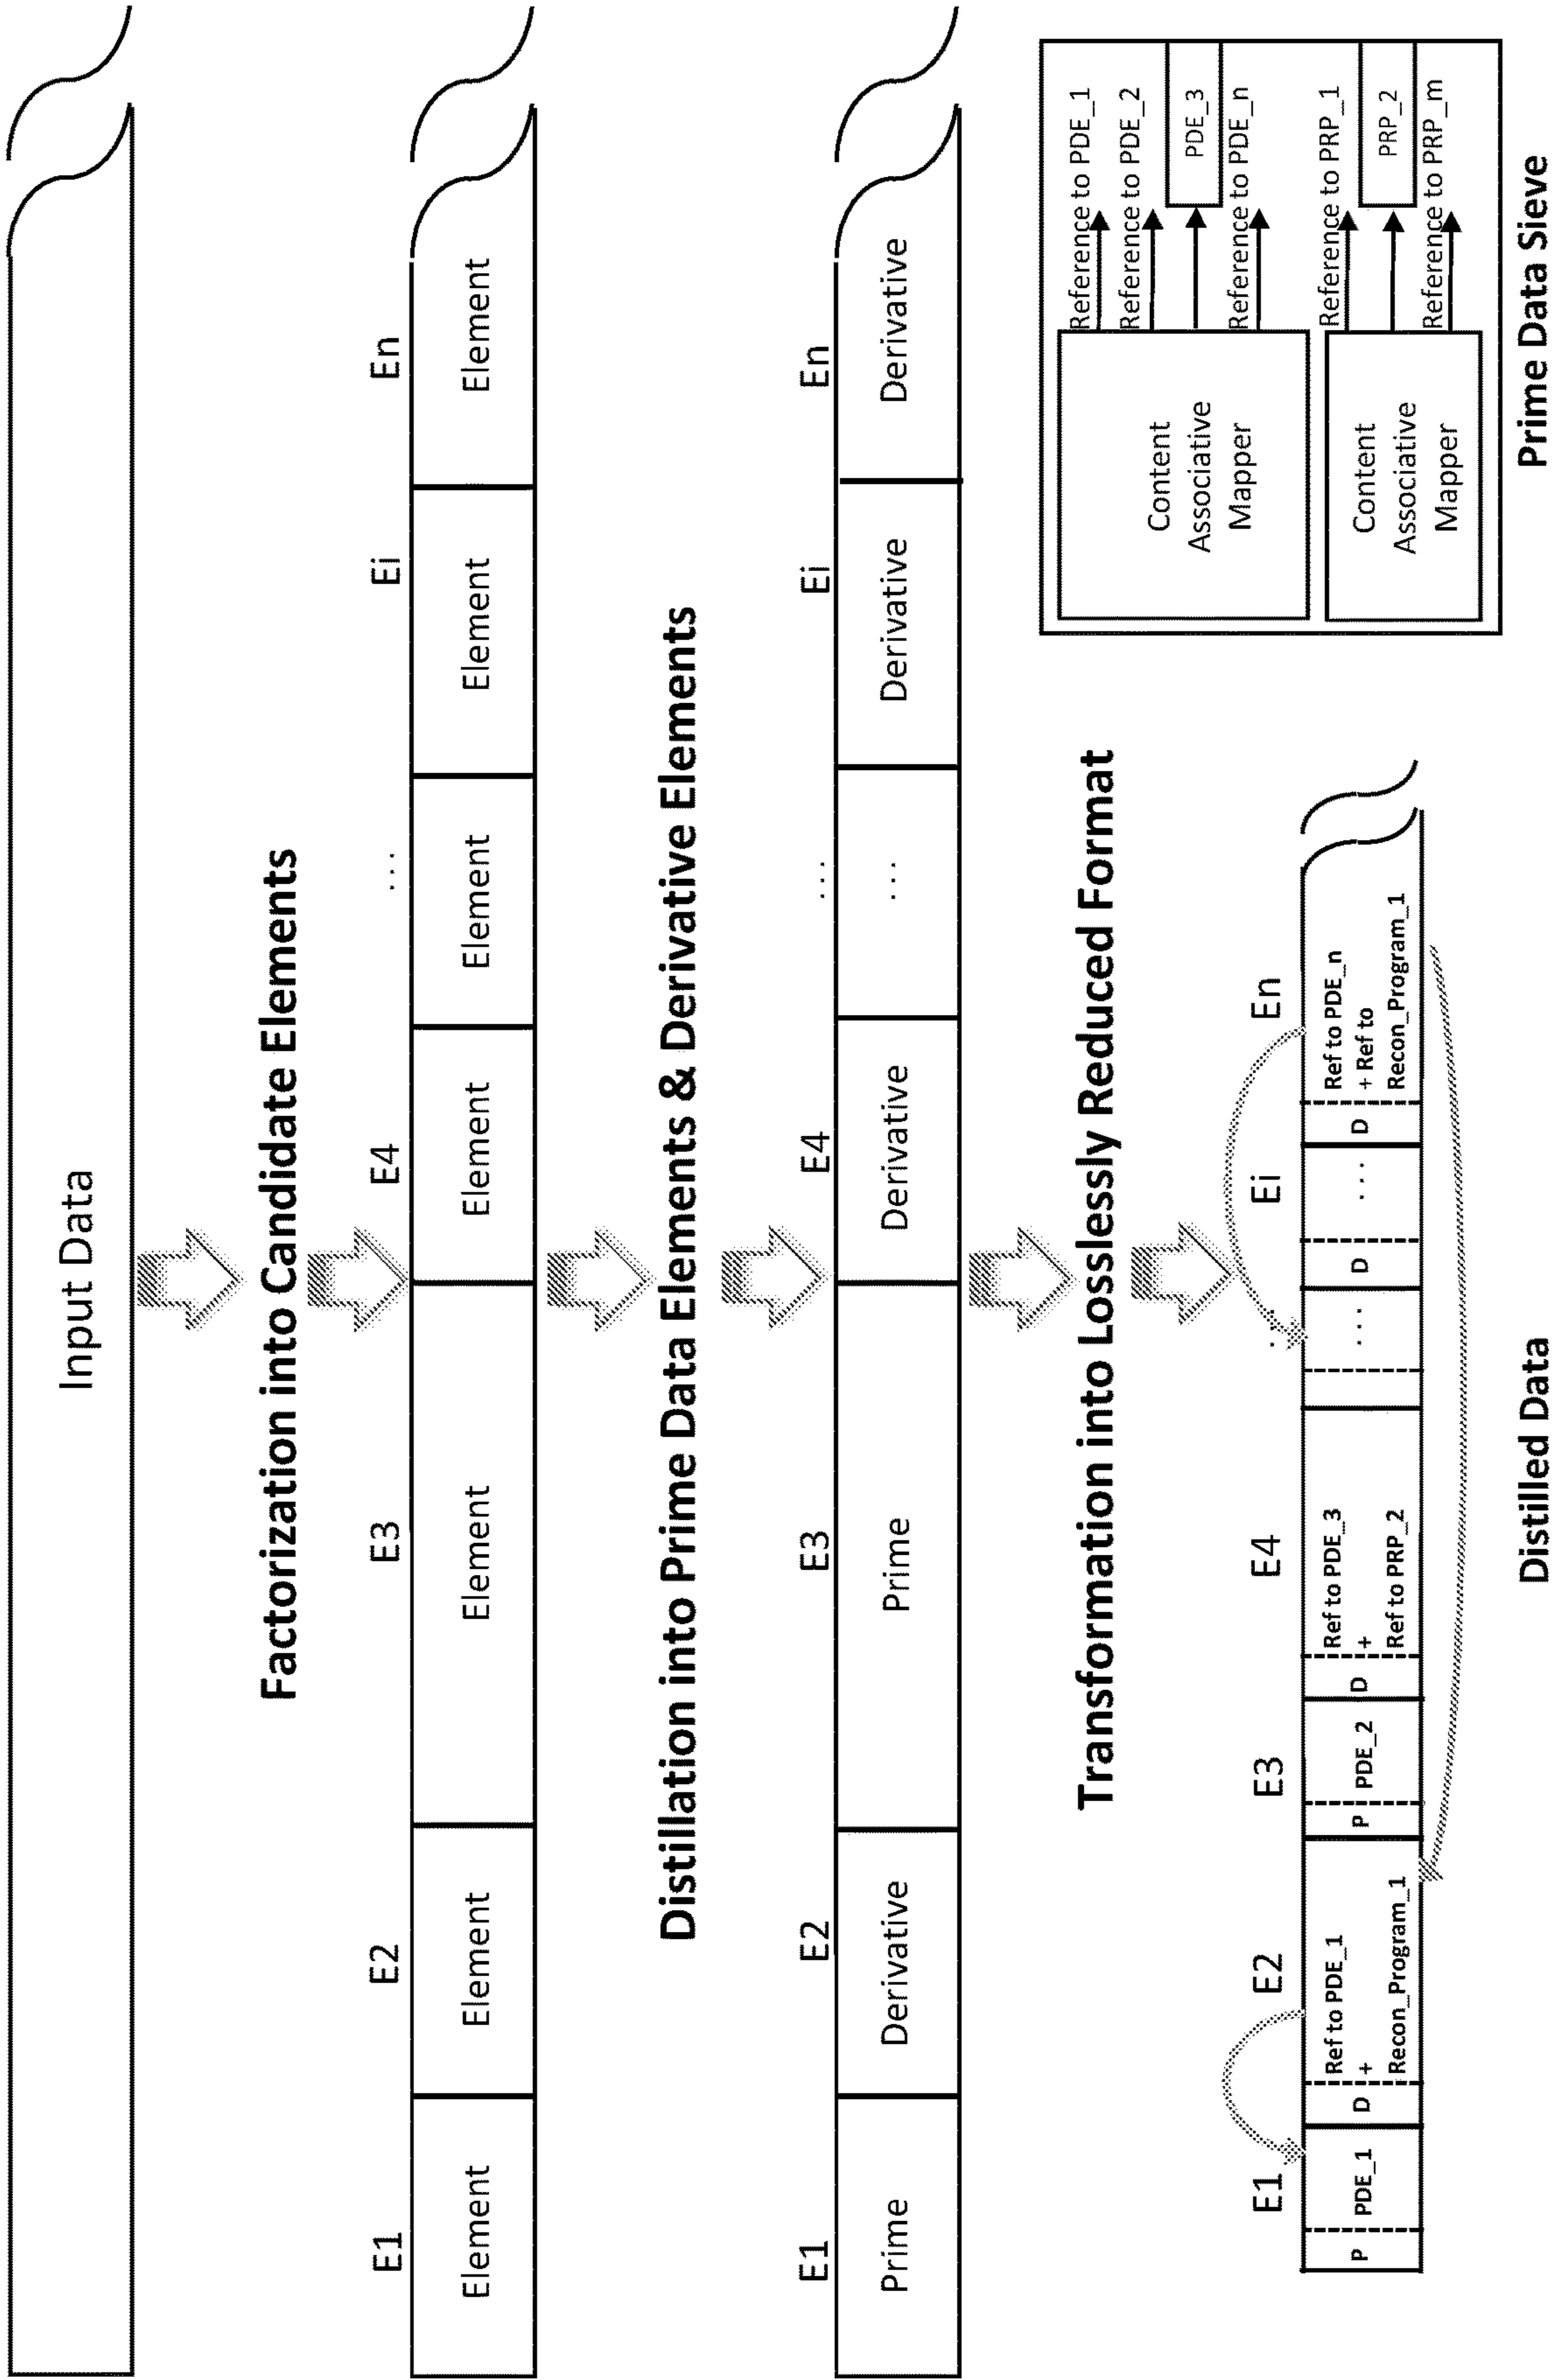 Input Data
Factorization into Candidate Elements
E1 E2 E3 E4 ... Ei En
Element Element Element Element Element Element Element
Distillation into Prime Data Elements & Derivative Elements
E1 E2 E3 E4 ... Ei En
Prime Derivative Prime Derivative ... Derivative Derivative
Transformation into Losslessly Reduced Format
E1 E2 E3 E4 ... Ei En
P PDE_1
D
Ref to PDE_1
+
Recon_Program_1
P PDE_2
D
Ref to PDE_3
+
Ref to PRP_2
...
D ...
D
Ref to PDE_n
+ Ref to
Recon_Program_1
Distilled Data
Content
Associative
Mapper
Reference to PDE_1
Reference to PDE_2
PDE_3
Reference to PDE_n
Content
Associative
Mapper
Reference to PRP_1
PRP_2
Reference to PRP_m
Prime Data Sieve